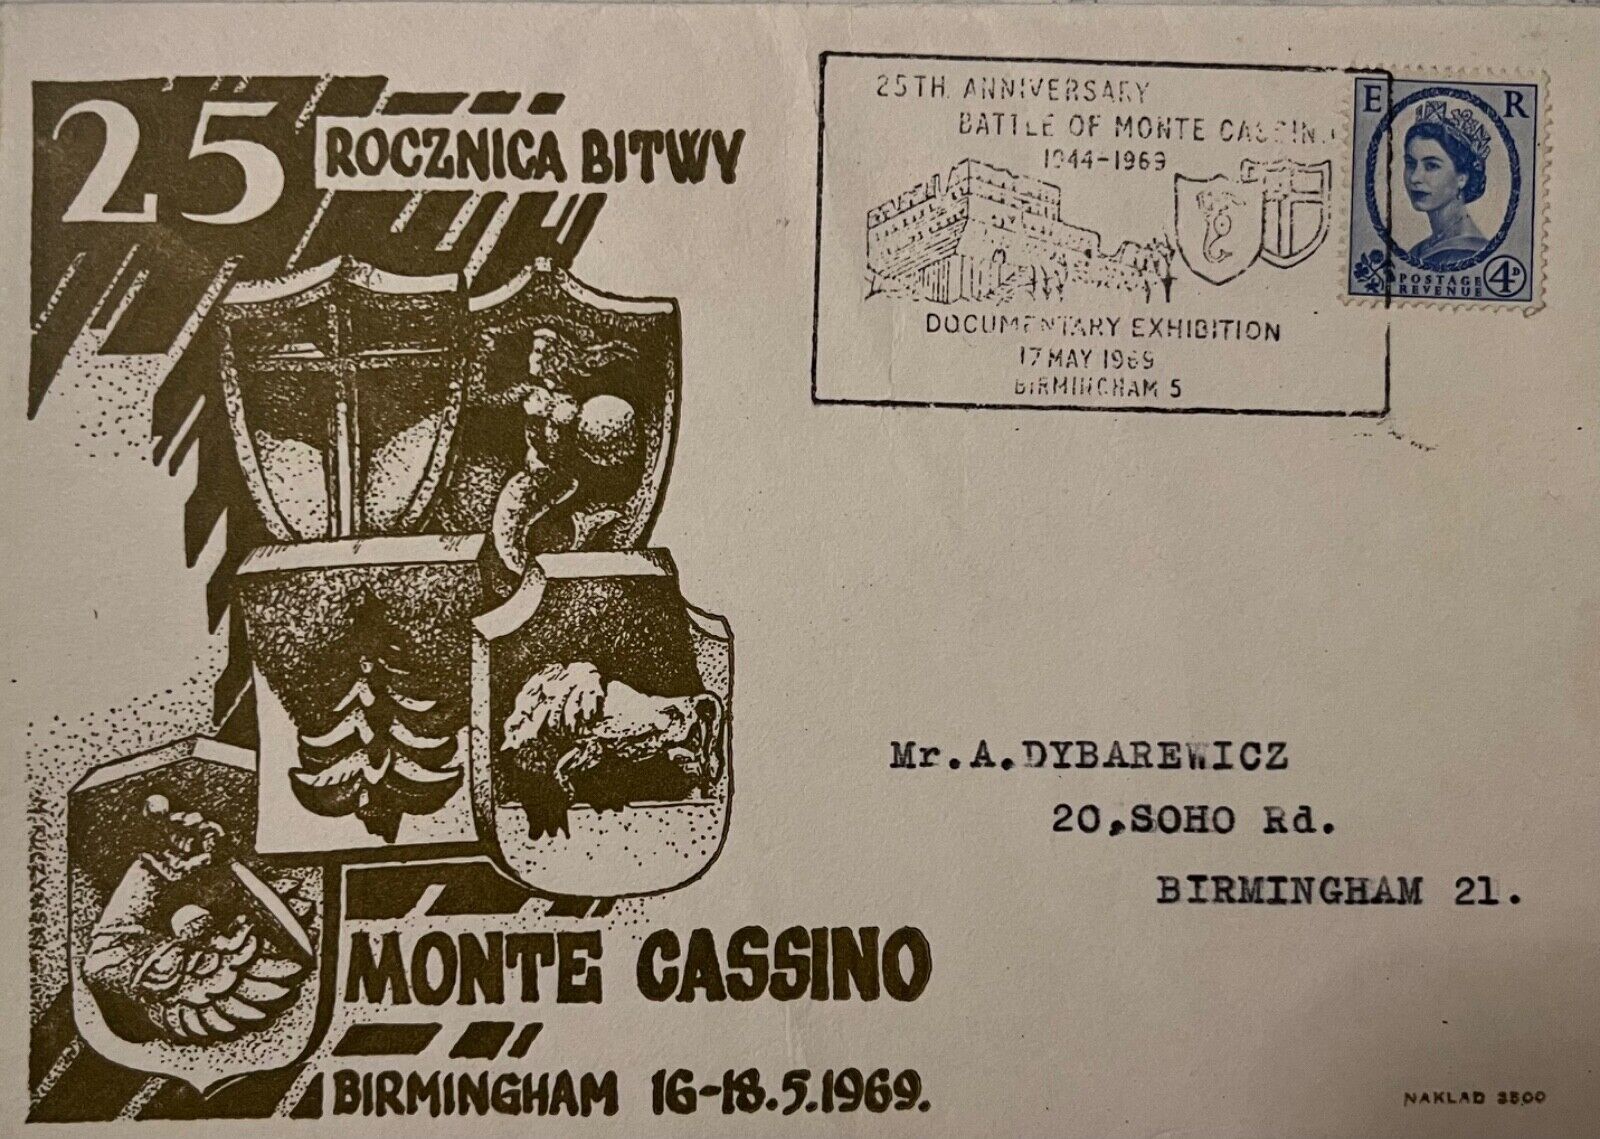 25 ROCZNICA BITWY
MONTE CASSINO
BIRMINGHAM 16-18.5.1969.
25TH ANNIVERSARY
BATTLE OF MONTE CASSINO
1944-1969
DOCUMENTARY EXHIBITION
17 MAY 1969
BIRMINGHAM 5
E R
POSTAGE
REVENUE
4D
Mr.A.DYBAREWICZ
20,SOHO Rd.
BIRMINGHAM 21.
NAKLAD 3500